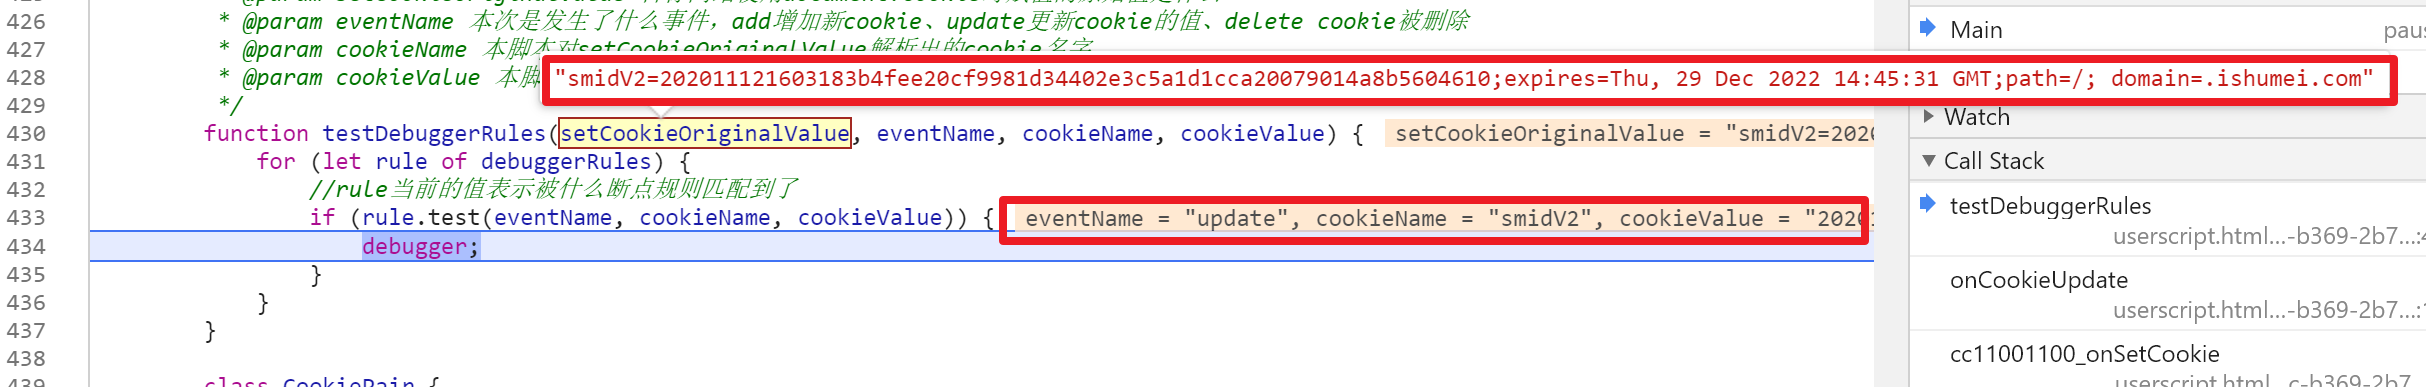 426 * @param eventName 本次是发生了什么事件，add增加新cookie、update更新cookie的值、delete cookie被删除
427 * @param cookieName 本脚本对setCookieOriginalValue解析出的cookie名字
428 * @param cookieValue 本脚
"smidV2=202011121603183b4fee20cf9981d34402e3c5a1d1cca20079014a8b5604610;expires=Thu, 29 Dec 2022 14:45:31 GMT;path=/; domain=.ishumei.com"
429 */
430 function testDebuggerRules(setCookieOriginalValue, eventName, cookieName, cookieValue) { setCookieOriginalValue = "smidV2=202
431 for (let rule of debuggerRules) {
432 //rule当前的值表示被什么断点规则匹配到了
433 if (rule.test(eventName, cookieName, cookieValue)) { eventName = "update", cookieName = "smidV2", cookieValue = "202
434 debugger;
435 }
436 }
437 }
438
class CookiePair {
Main
paus
Watch
Call Stack
testDebuggerRules
userscript.html…-b369-2b7…:4
onCookieUpdate
userscript.html…-b369-2b7…:
cc11001100_onSetCookie